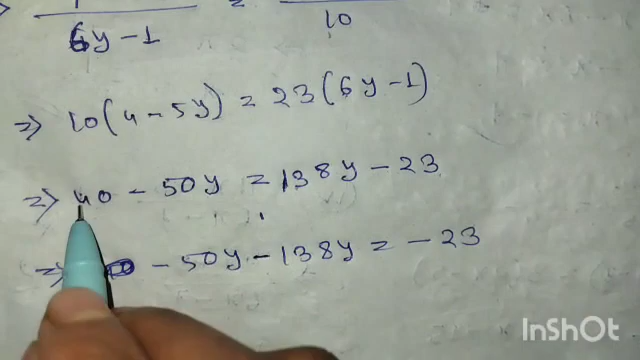 6y-1 = 10
⇒ 10(4-5y) = 23(6y-1)
⇒ 40 - 50y = 138y - 23
⇒ - 50y - 138y = - 23
InShOt